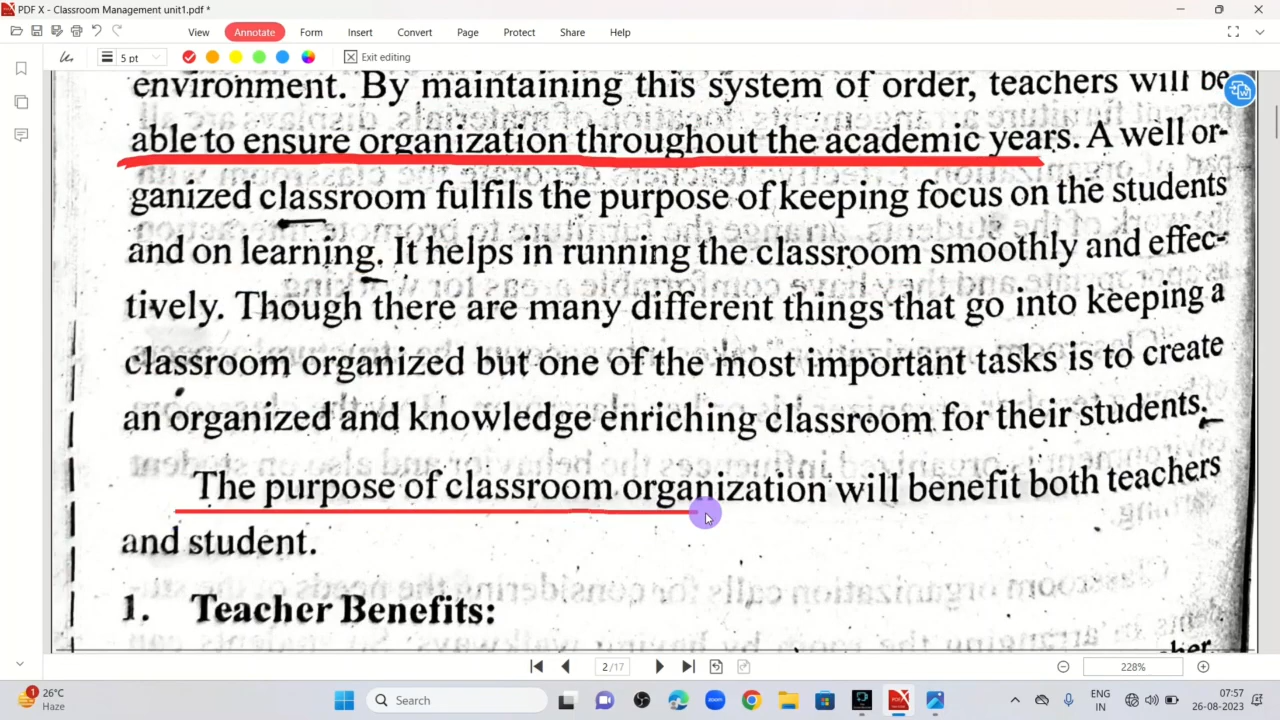 PDF X - Classroom Management unit1.pdf *
View Annotate Form Insert Convert Page Protect Share Help
5 pt Exit editing
environment. By maintaining this system of order, teachers will be
able to ensure organization throughout the academic years. A well or-
ganized classroom fulfils the purpose of keeping focus on the students
and on learning. It helps in running the classroom smoothly and effec-
tively. Though there are many different things that go into keeping a
classroom organized but one of the most important tasks is to create
an organized and knowledge enriching classroom for their students.
The purpose of classroom organization will benefit both teachers
and student.
1. Teacher Benefits:
2 /17
228%
26°C
Haze
1
Search
zoom
ENG
IN
07:57
26-08-2023